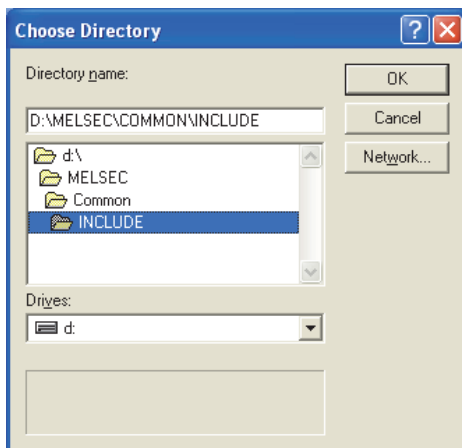 Choose Directory
Directory name:
OK
D:\MELSEC\COMMON\INCLUDE
Cancel
d:\
Network...
MELSEC
Common
INCLUDE
Drives:
d: